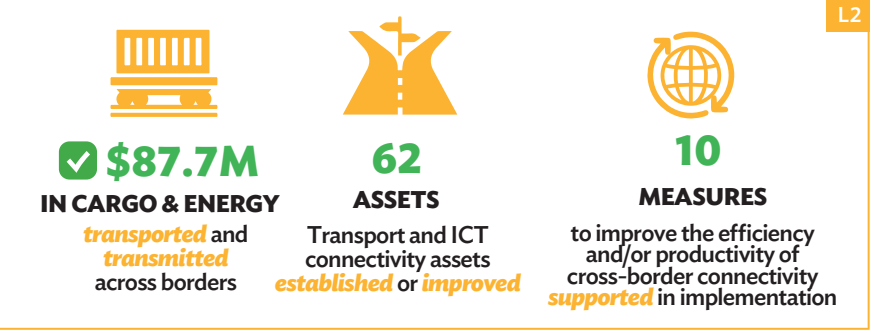 L2
$87.7M
IN CARGO & ENERGY
transported and
transmitted
across borders
62
ASSETS
Transport and ICT
connectivity assets
established or improved
10
MEASURES
to improve the efficiency
and/or productivity of
cross-border connectivity
supported in implementation